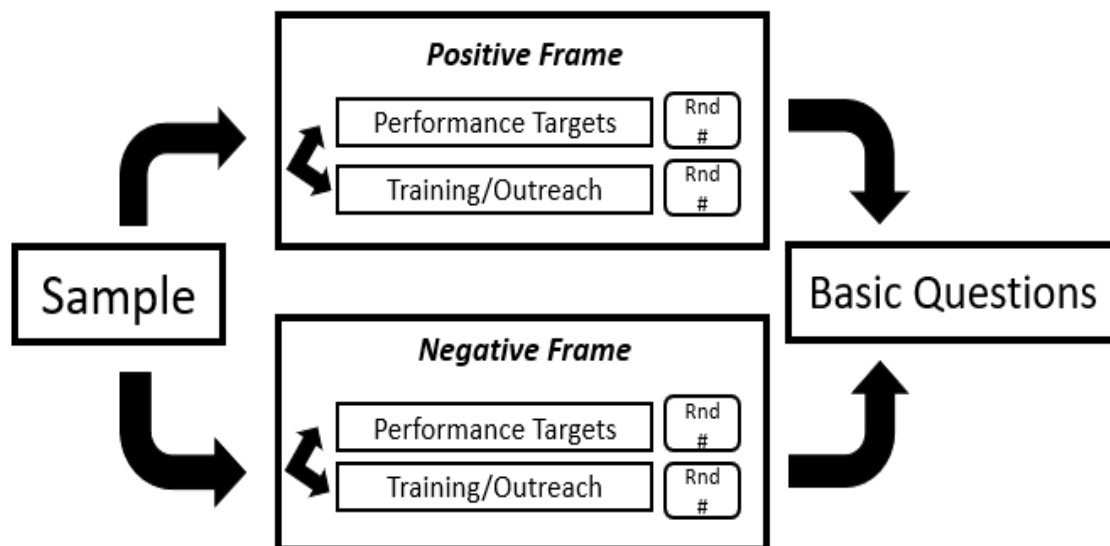 Positive Frame
Performance Targets
Rnd
#
Training/Outreach
Rnd
#
Sample
Basic Questions
Negative Frame
Performance Targets
Rnd
#
Training/Outreach
Rnd
#